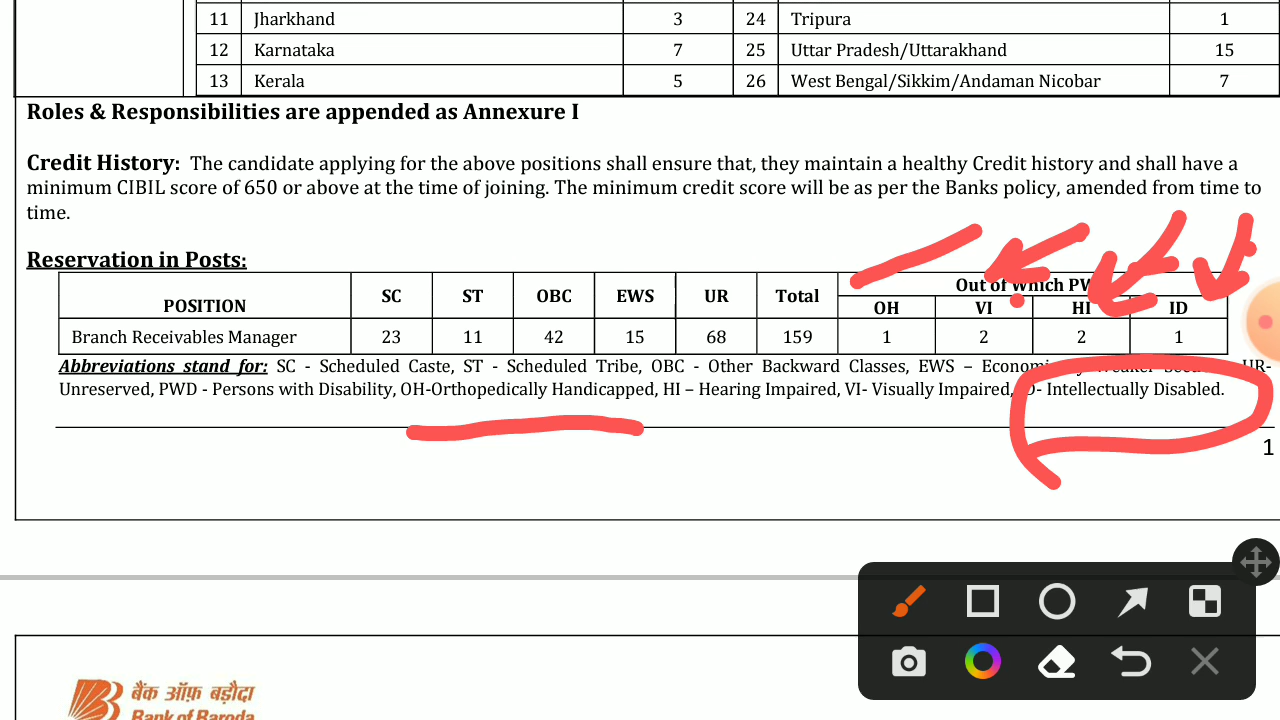 11 Jharkhand 3 24 Tripura 1
12 Karnataka 7 25 Uttar Pradesh/Uttarakhand 15
13 Kerala 5 26 West Bengal/Sikkim/Andaman Nicobar 7
Roles & Responsibilities are appended as Annexure I
Credit History: The candidate applying for the above positions shall ensure that, they maintain a healthy Credit history and shall have a
minimum CIBIL score of 650 or above at the time of joining. The minimum credit score will be as per the Banks policy, amended from time to
time.
Reservation in Posts:
POSITION SC ST OBC EWS UR Total Out of Which
OH VI HI ID
Branch Receivables Manager 23 11 42 15 68 159 1 2 2 1
Abbreviations stand for: SC - Scheduled Caste, ST - Scheduled Tribe, OBC - Other Backward Classes, EWS – UR-
Unreserved, PWD - Persons with Disability, OH-Orthopedically Handicapped, HI – Hearing Impaired, VI- Visually Impaired, Intellectually Disabled.
1
बैंक ऑफ़ बड़ौदा
Bank of Baroda